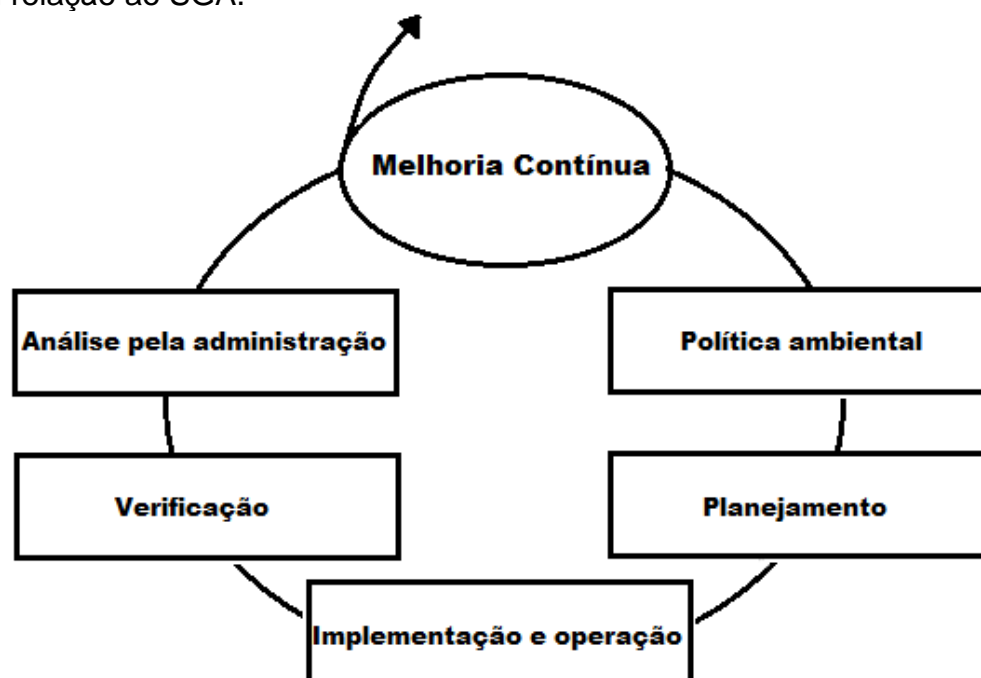 relação ao SGA.
Melhoria Contínua
Análise pela administração
Política ambiental
Verificação
Planejamento
Implementação e operação